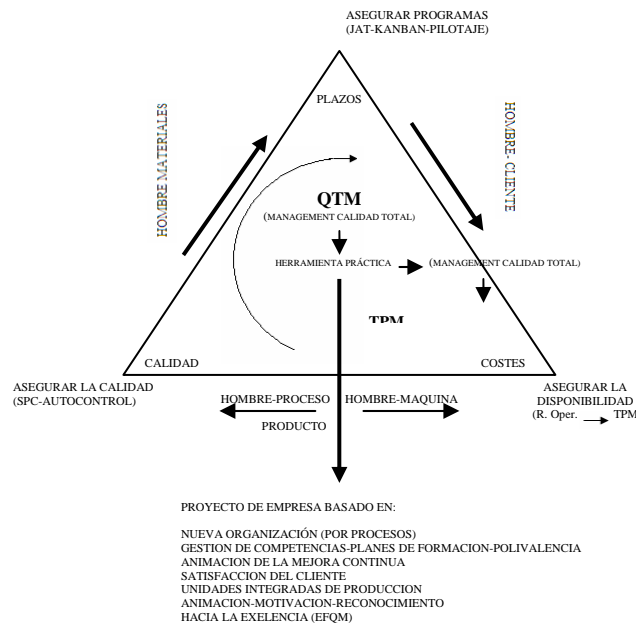 ASEGURAR PROGRAMAS
(JAT-KANBAN-PILOTAJE)
PLAZOS
HOMBRE MATERIALES
HOMBRE- CLIENTE
QTM
(MANAGEMENT CALIDAD TOTAL)
HERRAMIENTA PRÁCTICA
(MANAGEMENT CALIDAD TOTAL)
TPM
CALIDAD
COSTES
ASEGURAR LA CALIDAD
(SPC-AUTOCONTROL)
HOMBRE-PROCESO
HOMBRE-MAQUINA
PRODUCTO
ASEGURAR LA
DISPONIBILIDAD
(R. Oper. TPM
PROYECTO DE EMPRESA BASADO EN:
NUEVA ORGANIZACIÓN (POR PROCESOS)
GESTION DE COMPETENCIAS-PLANES DE FORMACION-POLIVALENCIA
ANIMACION DE LA MEJORA CONTINUA
SATISFACCION DEL CLIENTE
UNIDADES INTEGRADAS DE PRODUCCION
ANIMACION-MOTIVACION-RECONOCIMIENTO
HACIA LA EXELENCIA (EFQM)